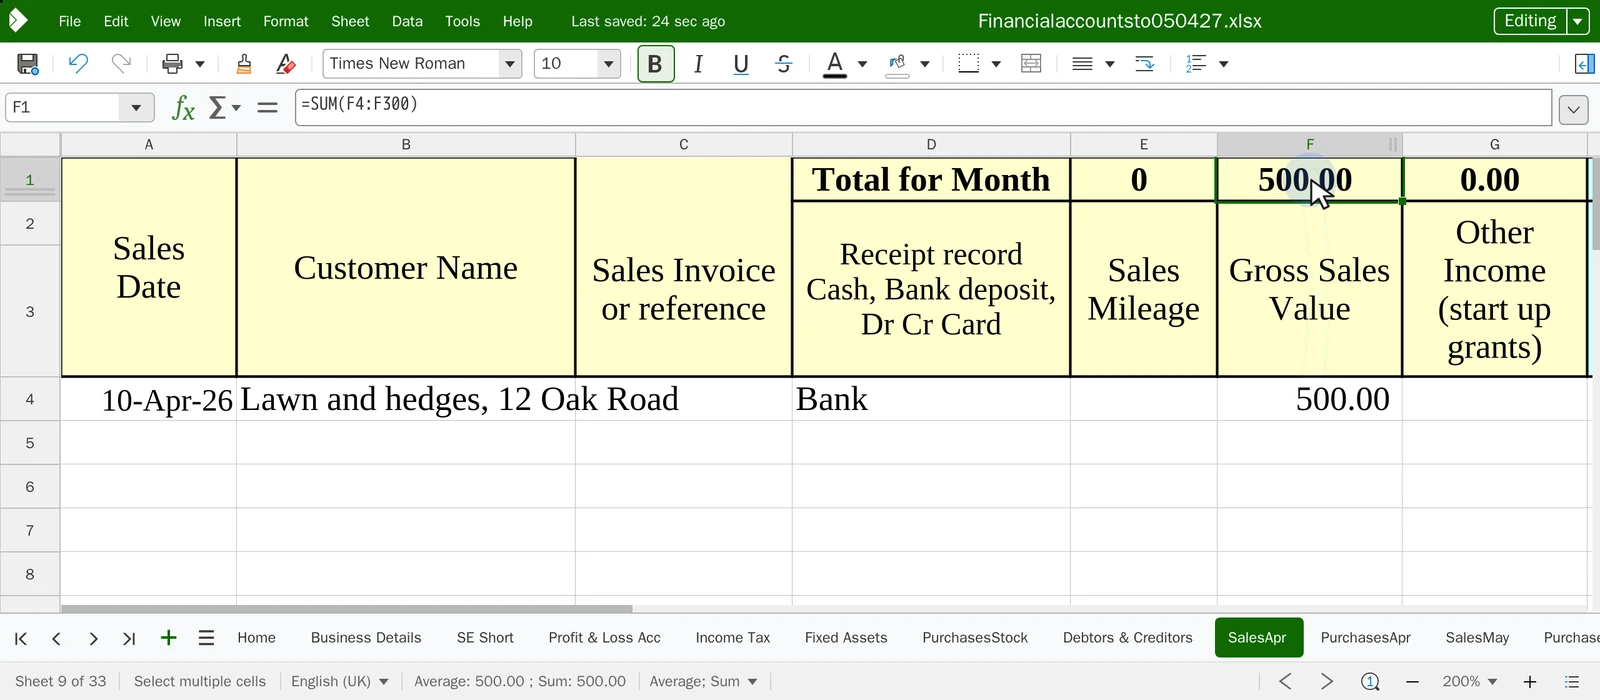 File Edit View Insert Format Sheet Data Tools Help Last saved: 24 sec ago Financialaccountsto050427.xlsx Editing
Times New Roman 10 B I U S A
F1 fx Σ = =SUM(F4:F300)
A B C D E F G
1 Total for Month 0 500.00 0.00
2
3
Sales
Date
Customer Name
Sales Invoice
or reference
Receipt record
Cash, Bank deposit,
Dr Cr Card
Sales
Mileage
Gross Sales
Value
Other
Income
(start up
grants)
4 10-Apr-26 Lawn and hedges, 12 Oak Road Bank 500.00
5
6
7
8
Home Business Details SE Short Profit & Loss Acc Income Tax Fixed Assets PurchasesStock Debtors & Creditors SalesApr PurchasesApr SalesMay Purchase
Sheet 9 of 33 Select multiple cells English (UK) Average: 500.00 ; Sum: 500.00 Average; Sum 200%